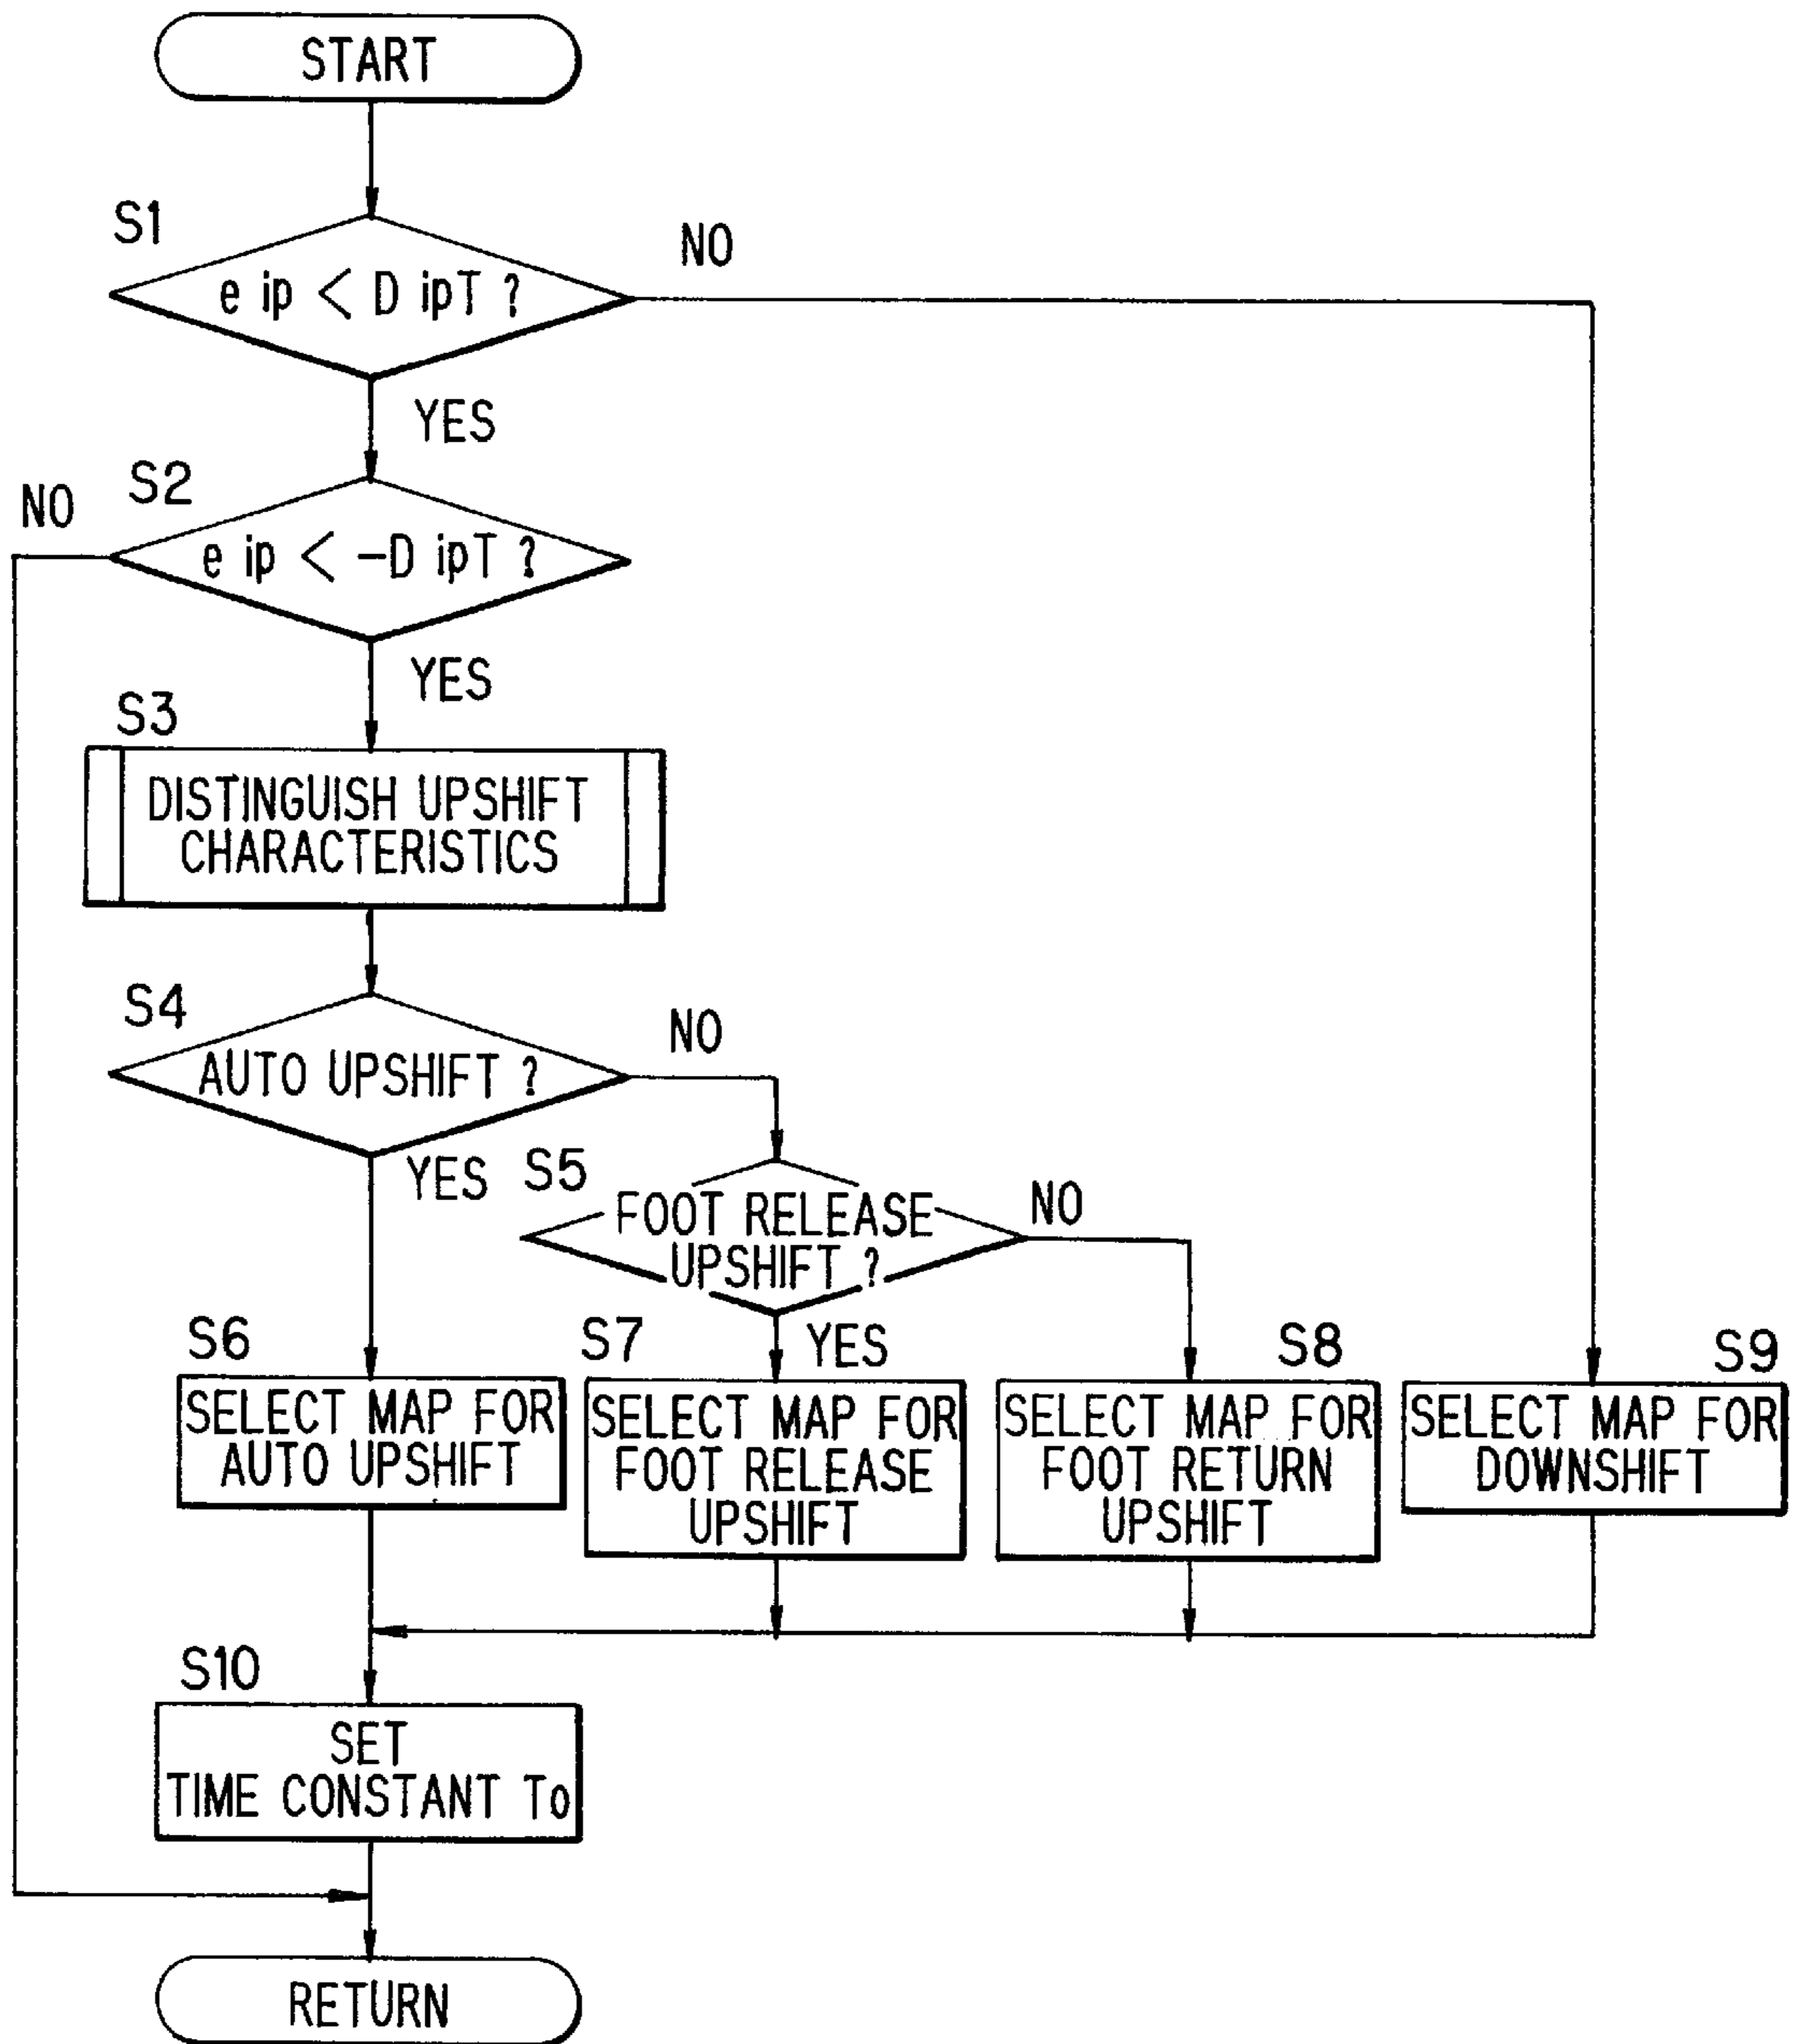 START
S1
NO
e ip < D ipT ?
YES
S2
NO
e ip < -D ipT ?
YES
S3
DISTINGUISH UPSHIFT
CHARACTERISTICS
S4
NO
AUTO UPSHIFT ?
YES
S5
FOOT RELEASE
UPSHIFT ?
NO
S6
SELECT MAP FOR
AUTO UPSHIFT
S7
YES
SELECT MAP FOR
FOOT RELEASE
UPSHIFT
S8
SELECT MAP FOR
FOOT RETURN
UPSHIFT
S9
SELECT MAP FOR
DOWNSHIFT
S10
SET
TIME CONSTANT To
RETURN